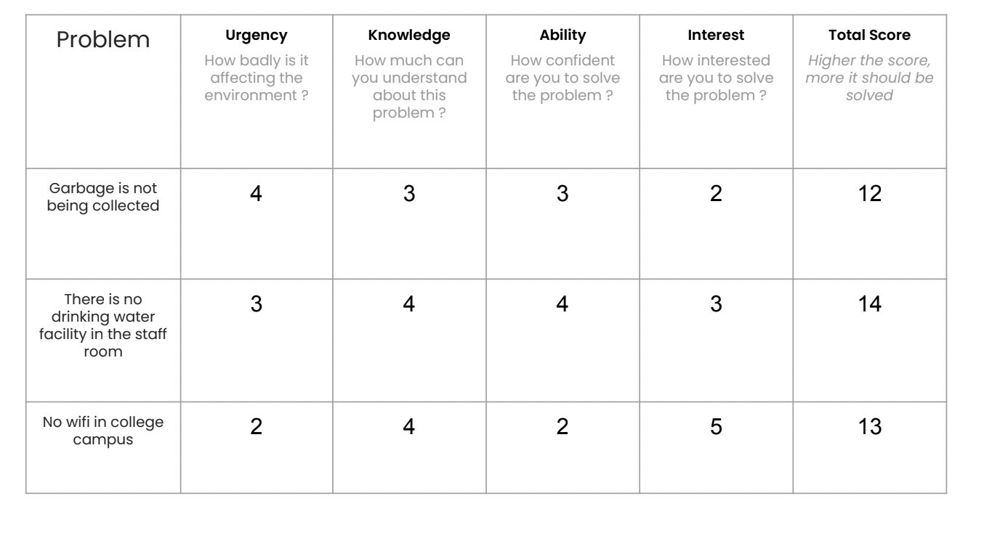 Problem
Urgency
How badly is it
affecting the
environment ?
Knowledge
How much can
you understand
about this
problem ?
Ability
How confident
are you to solve
the problem ?
Interest
How interested
are you to solve
the problem ?
Total Score
Higher the score,
more it should be
solved
Garbage is not
being collected
4
3
3
2
12
There is no
drinking water
facility in the staff
room
3
4
4
3
14
No wifi in college
campus
2
4
2
5
13